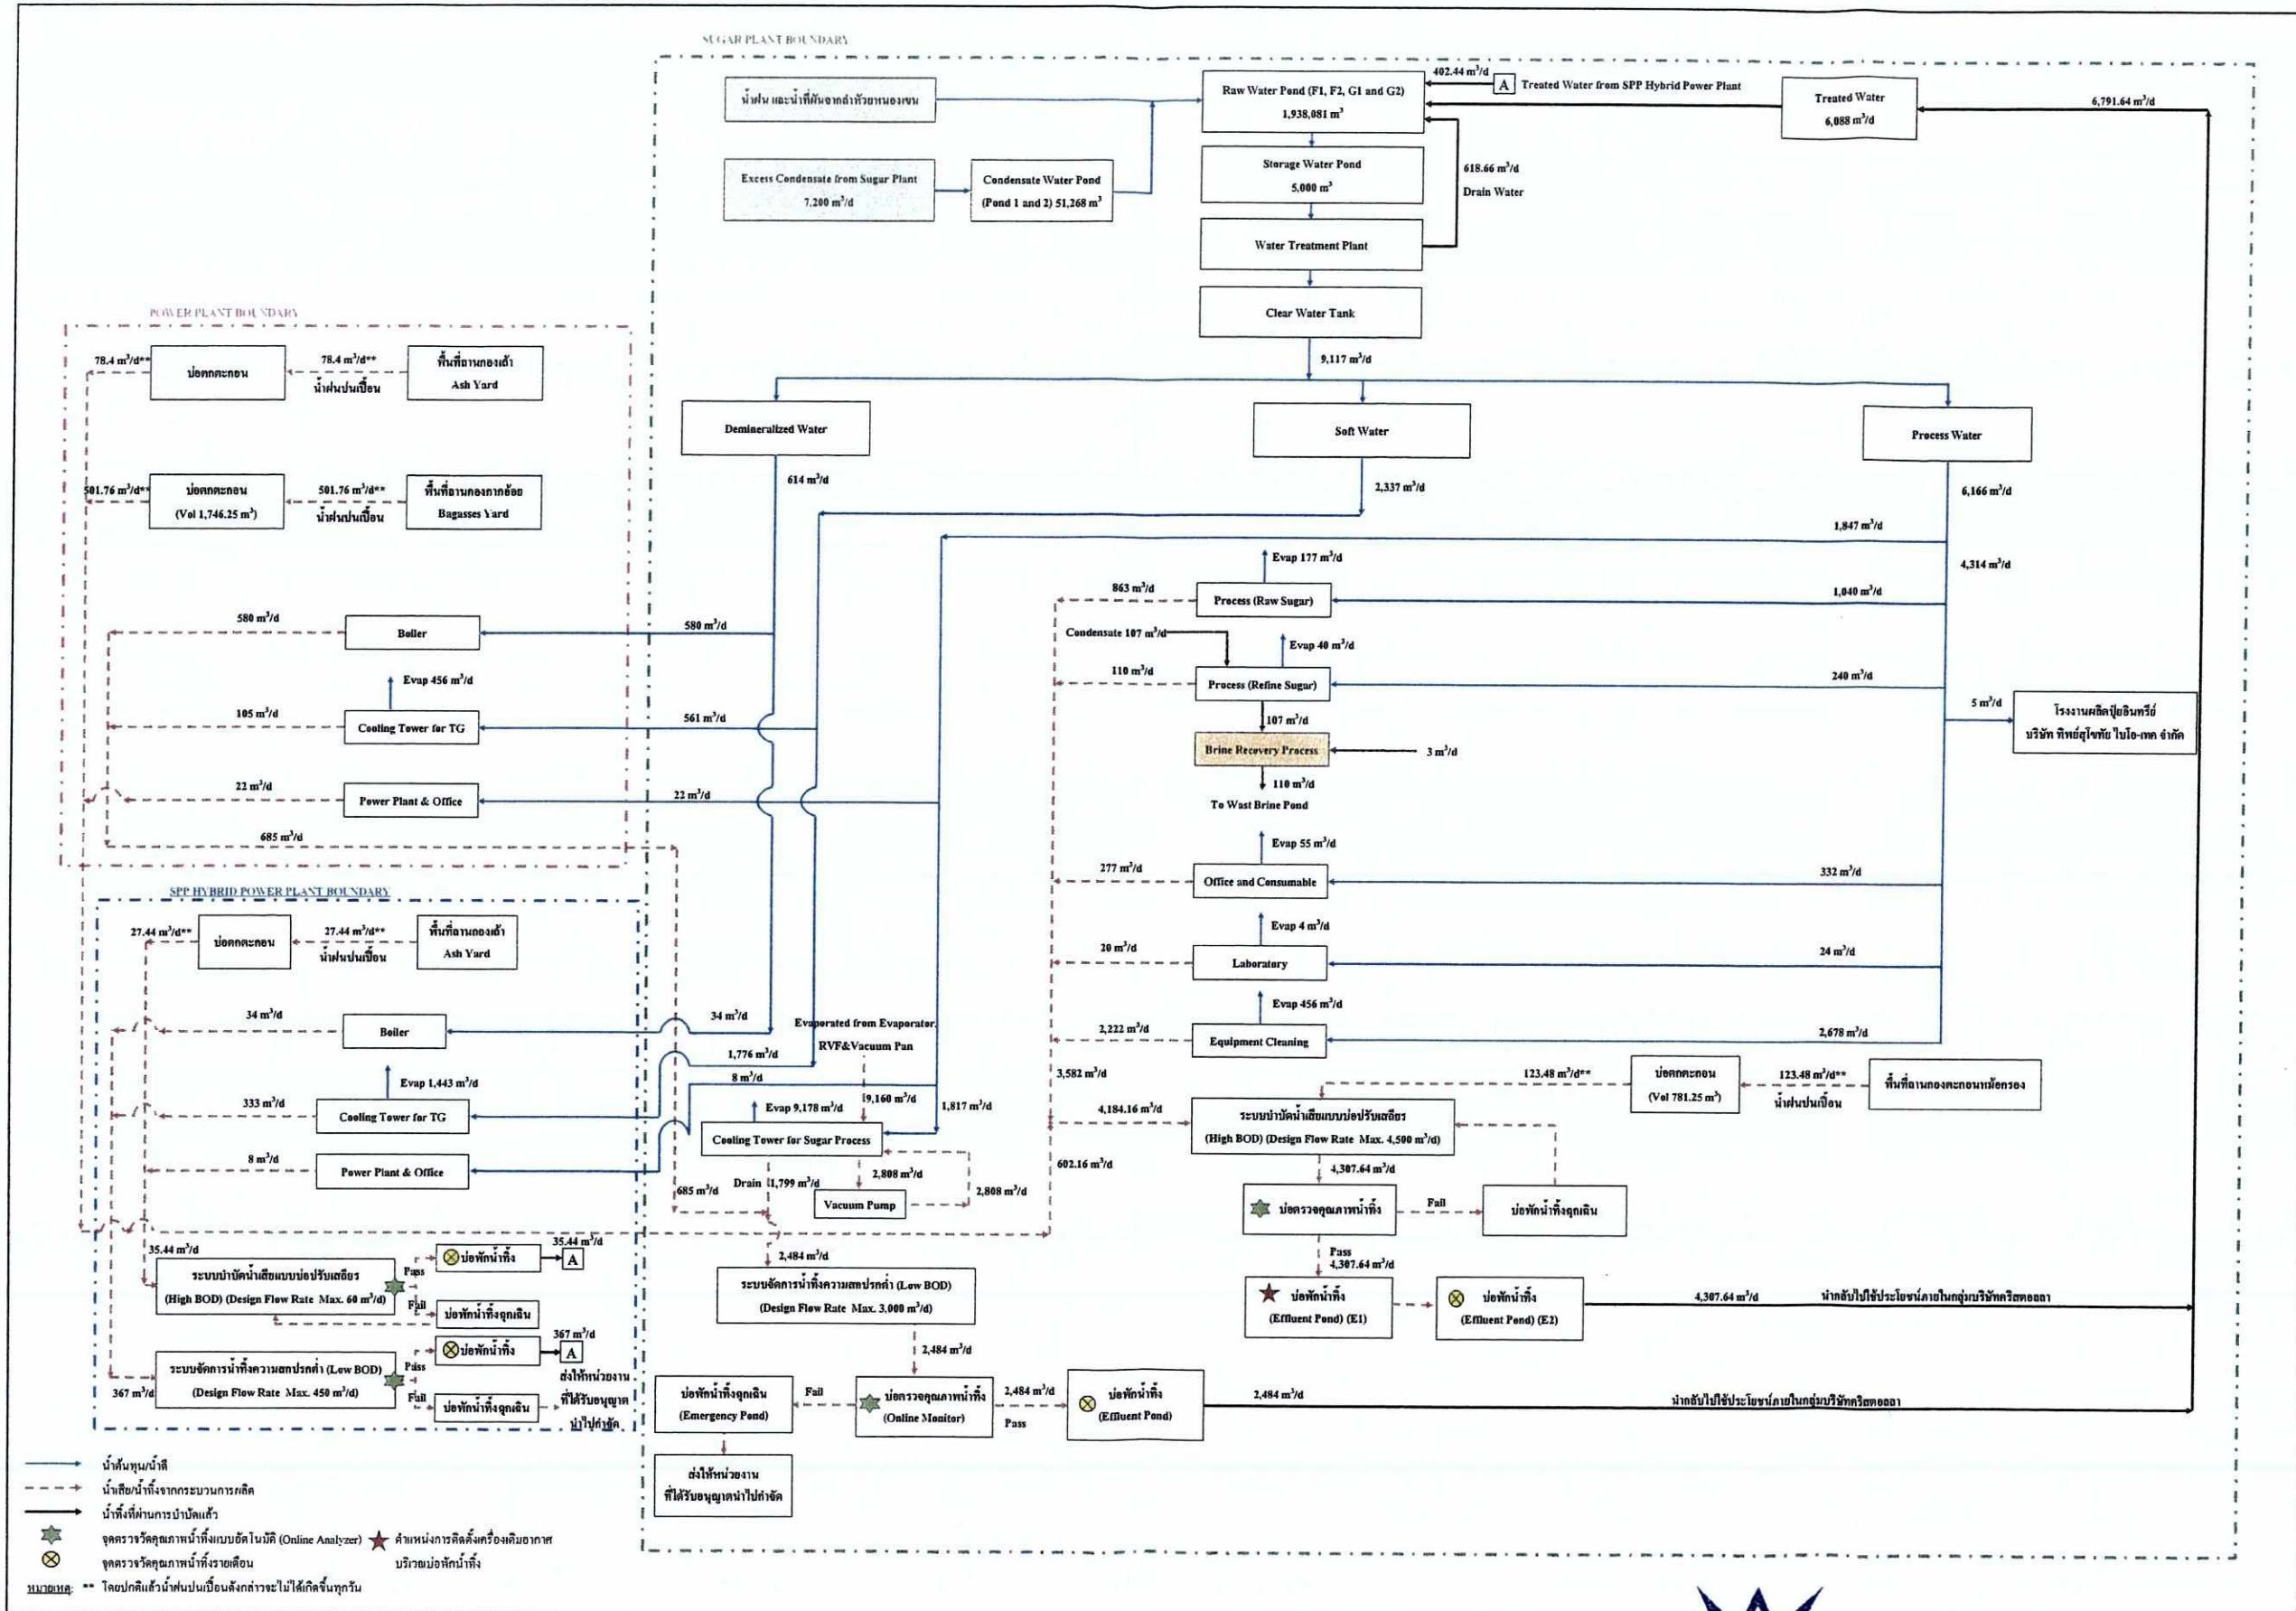 SUGAR PLANT BOUNDARY
น้ำฝน และน้ำที่ผันจากลำห้วยหนองเขน
Raw Water Pond (F1, F2, G1 and G2)
1,938,081 m³
402.44 m³/d
A
Treated Water from SPP Hybrid Power Plant
Treated Water
6,088 m³/d
6,791.64 m³/d
Excess Condensate from Sugar Plant
7,200 m³/d
Condensate Water Pond
(Pond 1 and 2) 51,268 m³
Storage Water Pond
5,000 m³
618.66 m³/d
Drain Water
Water Treatment Plant
Clear Water Tank
9,117 m³/d
Demineralized Water
Soft Water
Process Water
614 m³/d
2,337 m³/d
6,166 m³/d
1,847 m³/d
4,314 m³/d
POWER PLANT BOUNDARY
78.4 m³/d**
บ่อตกตะกอน
78.4 m³/d**
น้ำฝนปนเปื้อน
พื้นที่ลานกองเถ้า
Ash Yard
501.76 m³/d**
บ่อตกตะกอน
(Vol 1,746.25 m³)
501.76 m³/d**
น้ำฝนปนเปื้อน
พื้นที่ลานกองกากอ้อย
Bagasses Yard
580 m³/d
Boiler
580 m³/d
Evap 456 m³/d
105 m³/d
Cooling Tower for TG
561 m³/d
22 m³/d
Power Plant & Office
22 m³/d
685 m³/d
Evap 177 m³/d
863 m³/d
Process (Raw Sugar)
1,040 m³/d
Condensate 107 m³/d
Evap 40 m³/d
110 m³/d
Process (Refine Sugar)
240 m³/d
107 m³/d
Brine Recovery Process
3 m³/d
110 m³/d
To Wast Brine Pond
5 m³/d
โรงงานผลิตปุ๋ยอินทรีย์
บริษัท ทิพย์สุโขทัย ไบโอ-เทค จำกัด
Evap 55 m³/d
277 m³/d
Office and Consumable
332 m³/d
Evap 4 m³/d
20 m³/d
Laboratory
24 m³/d
Evap 456 m³/d
2,222 m³/d
Equipment Cleaning
2,678 m³/d
SPP HYBRID POWER PLANT BOUNDARY
27.44 m³/d**
บ่อตกตะกอน
27.44 m³/d**
น้ำฝนปนเปื้อน
พื้นที่ลานกองเถ้า
Ash Yard
34 m³/d
Boiler
34 m³/d
Evap 1,443 m³/d
333 m³/d
Cooling Tower for TG
1,776 m³/d
8 m³/d
Power Plant & Office
8 m³/d
Evaporated from Evaporator,
RVF&Vacuum Pan
Evap 9,178 m³/d
9,160 m³/d
1,817 m³/d
Cooling Tower for Sugar Process
Drain
1,799 m³/d
2,808 m³/d
2,808 m³/d
Vacuum Pump
685 m³/d
3,582 m³/d
4,184.16 m³/d
602.16 m³/d
123.48 m³/d**
บ่อตกตะกอน
(Vol 781.25 m³)
123.48 m³/d**
น้ำฝนปนเปื้อน
พื้นที่ลานกองตะกอนหม้อกรอง
ระบบบำบัดน้ำเสียแบบบ่อปรับเสถียร
(High BOD) (Design Flow Rate Max. 4,500 m³/d)
4,307.64 m³/d
บ่อตรวจคุณภาพน้ำทิ้ง
Fail
บ่อพักน้ำทิ้งฉุกเฉิน
Pass
4,307.64 m³/d
บ่อพักน้ำทิ้ง
(Effluent Pond) (E1)
บ่อพักน้ำทิ้ง
(Effluent Pond) (E2)
4,307.64 m³/d
นำกลับไปใช้ประโยชน์ภายในกลุ่มบริษัทคริสตอลลา
35.44 m³/d
ระบบบำบัดน้ำเสียแบบบ่อปรับเสถียร
(High BOD) (Design Flow Rate Max. 60 m³/d)
Pass
บ่อพักน้ำทิ้ง
35.44 m³/d
A
Fail
บ่อพักน้ำทิ้งฉุกเฉิน
367 m³/d
ระบบจัดการน้ำทิ้งความสกปรกต่ำ (Low BOD)
(Design Flow Rate Max. 450 m³/d)
Pass
บ่อพักน้ำทิ้ง
367 m³/d
A
Fail
บ่อพักน้ำทิ้งฉุกเฉิน
ส่งให้หน่วยงาน
ที่ได้รับอนุญาต
นำไปกำจัด
2,484 m³/d
ระบบจัดการน้ำทิ้งความสกปรกต่ำ (Low BOD)
(Design Flow Rate Max. 3,000 m³/d)
2,484 m³/d
บ่อพักน้ำทิ้งฉุกเฉิน
(Emergency Pond)
Fail
บ่อตรวจคุณภาพน้ำทิ้ง
(Online Monitor)
2,484 m³/d
Pass
บ่อพักน้ำทิ้ง
(Effluent Pond)
2,484 m³/d
นำกลับไปใช้ประโยชน์ภายในกลุ่มบริษัทคริสตอลลา
ส่งให้หน่วยงาน
ที่ได้รับอนุญาตนำไปกำจัด
น้ำต้นทุน/น้ำดี
น้ำเสีย/น้ำทิ้งจากกระบวนการผลิต
น้ำทิ้งที่ผ่านการบำบัดแล้ว
จุดตรวจวัดคุณภาพน้ำทิ้งแบบอัตโนมัติ (Online Analyzer)
ตำแหน่งการติดตั้งเครื่องเติมอากาศ
บริเวณบ่อพักน้ำทิ้ง
จุดตรวจวัดคุณภาพน้ำทิ้งรายเดือน
หมายเหตุ: ** โดยปกติแล้วน้ำฝนปนเปื้อนดังกล่าวจะไม่ได้เกิดขึ้นทุกวัน